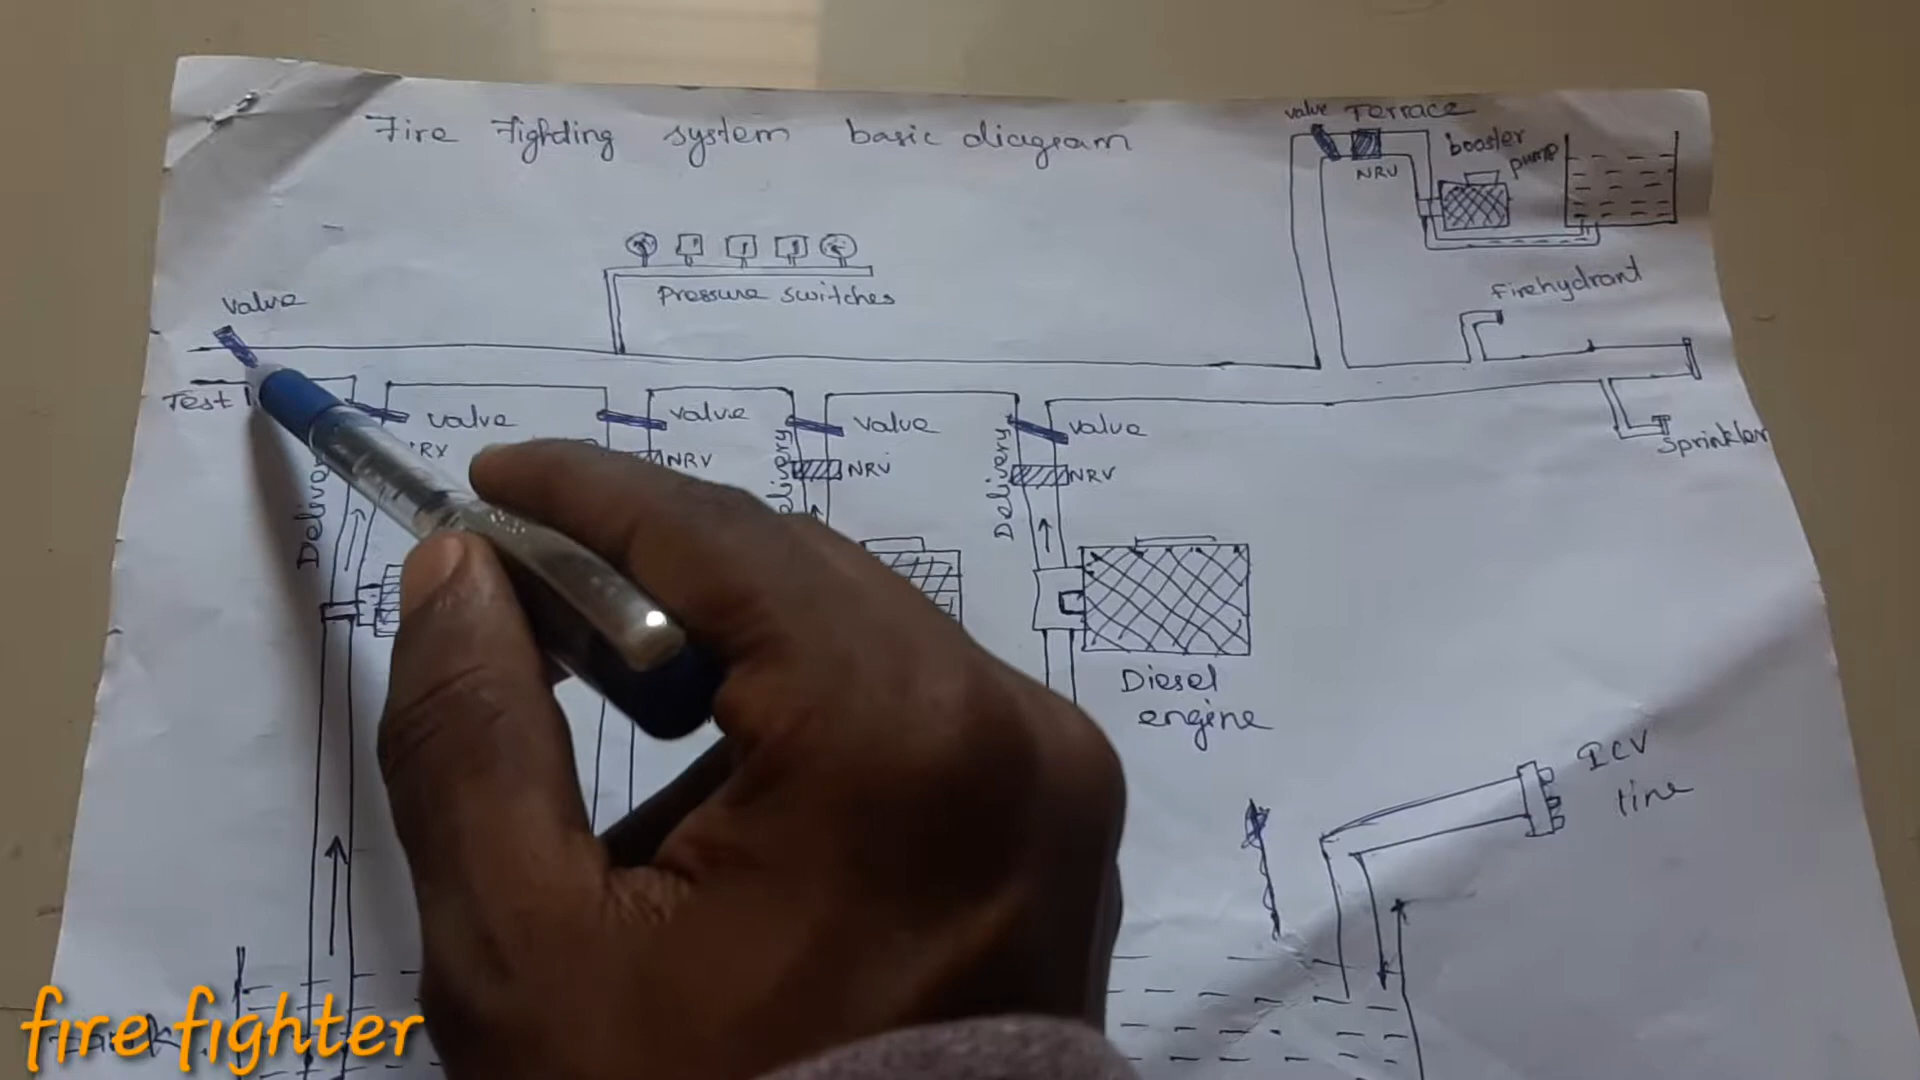 Fire Fighting system basic diagram
valve Terrace
booster
pump
NRV
Firehydrant
Pressure switches
Valve
Test
valve
valve
valve
valve
NRV
NRV
NRV
Delivery
Sprinkler
Diesel
engine
ICV
line
fire fighter